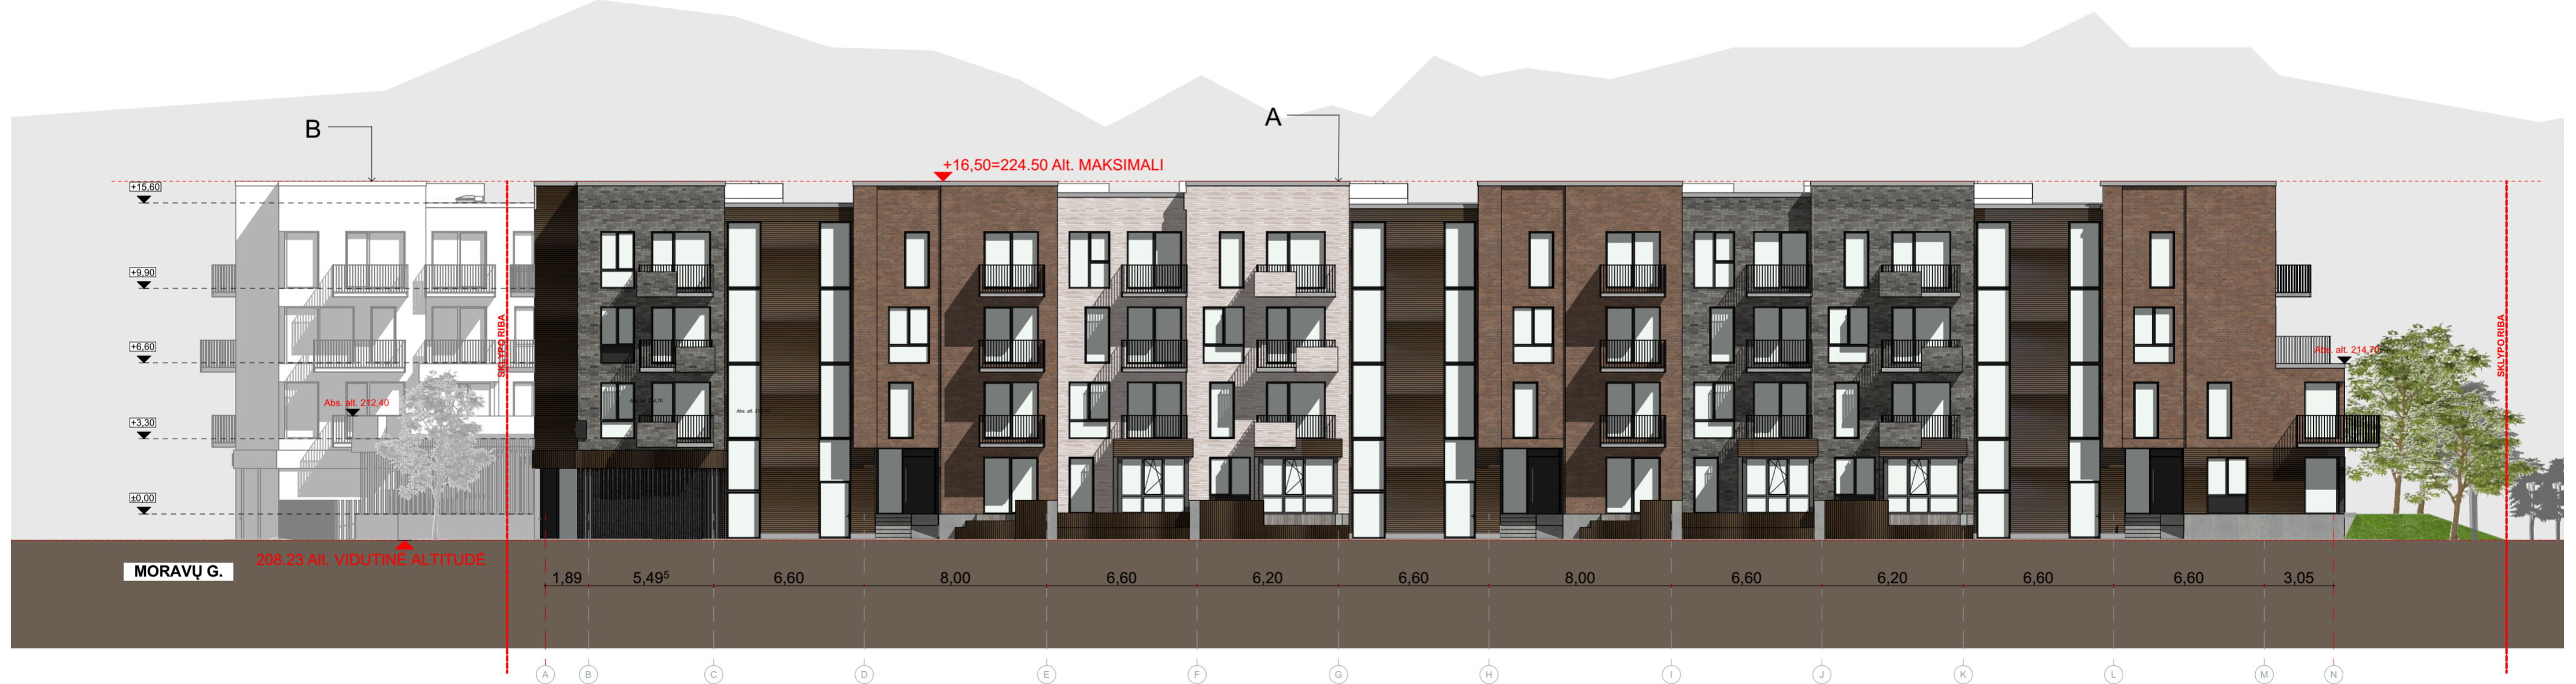 B
A
+16,50=224.50 Alt. MAKSIMALI
+15,60
+9,90
+6,60
+3,30
±0,00
SKLYPO RIBA
SKLYPO RIBA
Abs. alt. 212,40
Abs. alt. 214,70
208.23 Alt. VIDUTINĖ ALTITUDĖ
MORAVŲ G.
1,89 5,49⁵ 6,60 8,00 6,60 6,20 6,60 8,00 6,60 6,20 6,60 6,60 3,05
A B C D E F G H I J K L M N